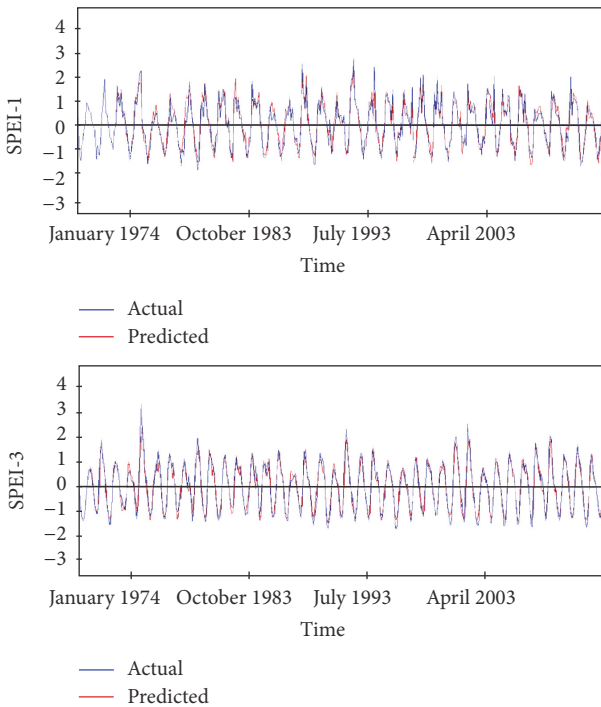 4
3
2
1
0
−1
−2
−3
SPEI-1
January 1974 October 1983 July 1993 April 2003
Time
Actual
Predicted
4
3
2
1
0
−1
−2
−3
SPEI-3
January 1974 October 1983 July 1993 April 2003
Time
Actual
Predicted